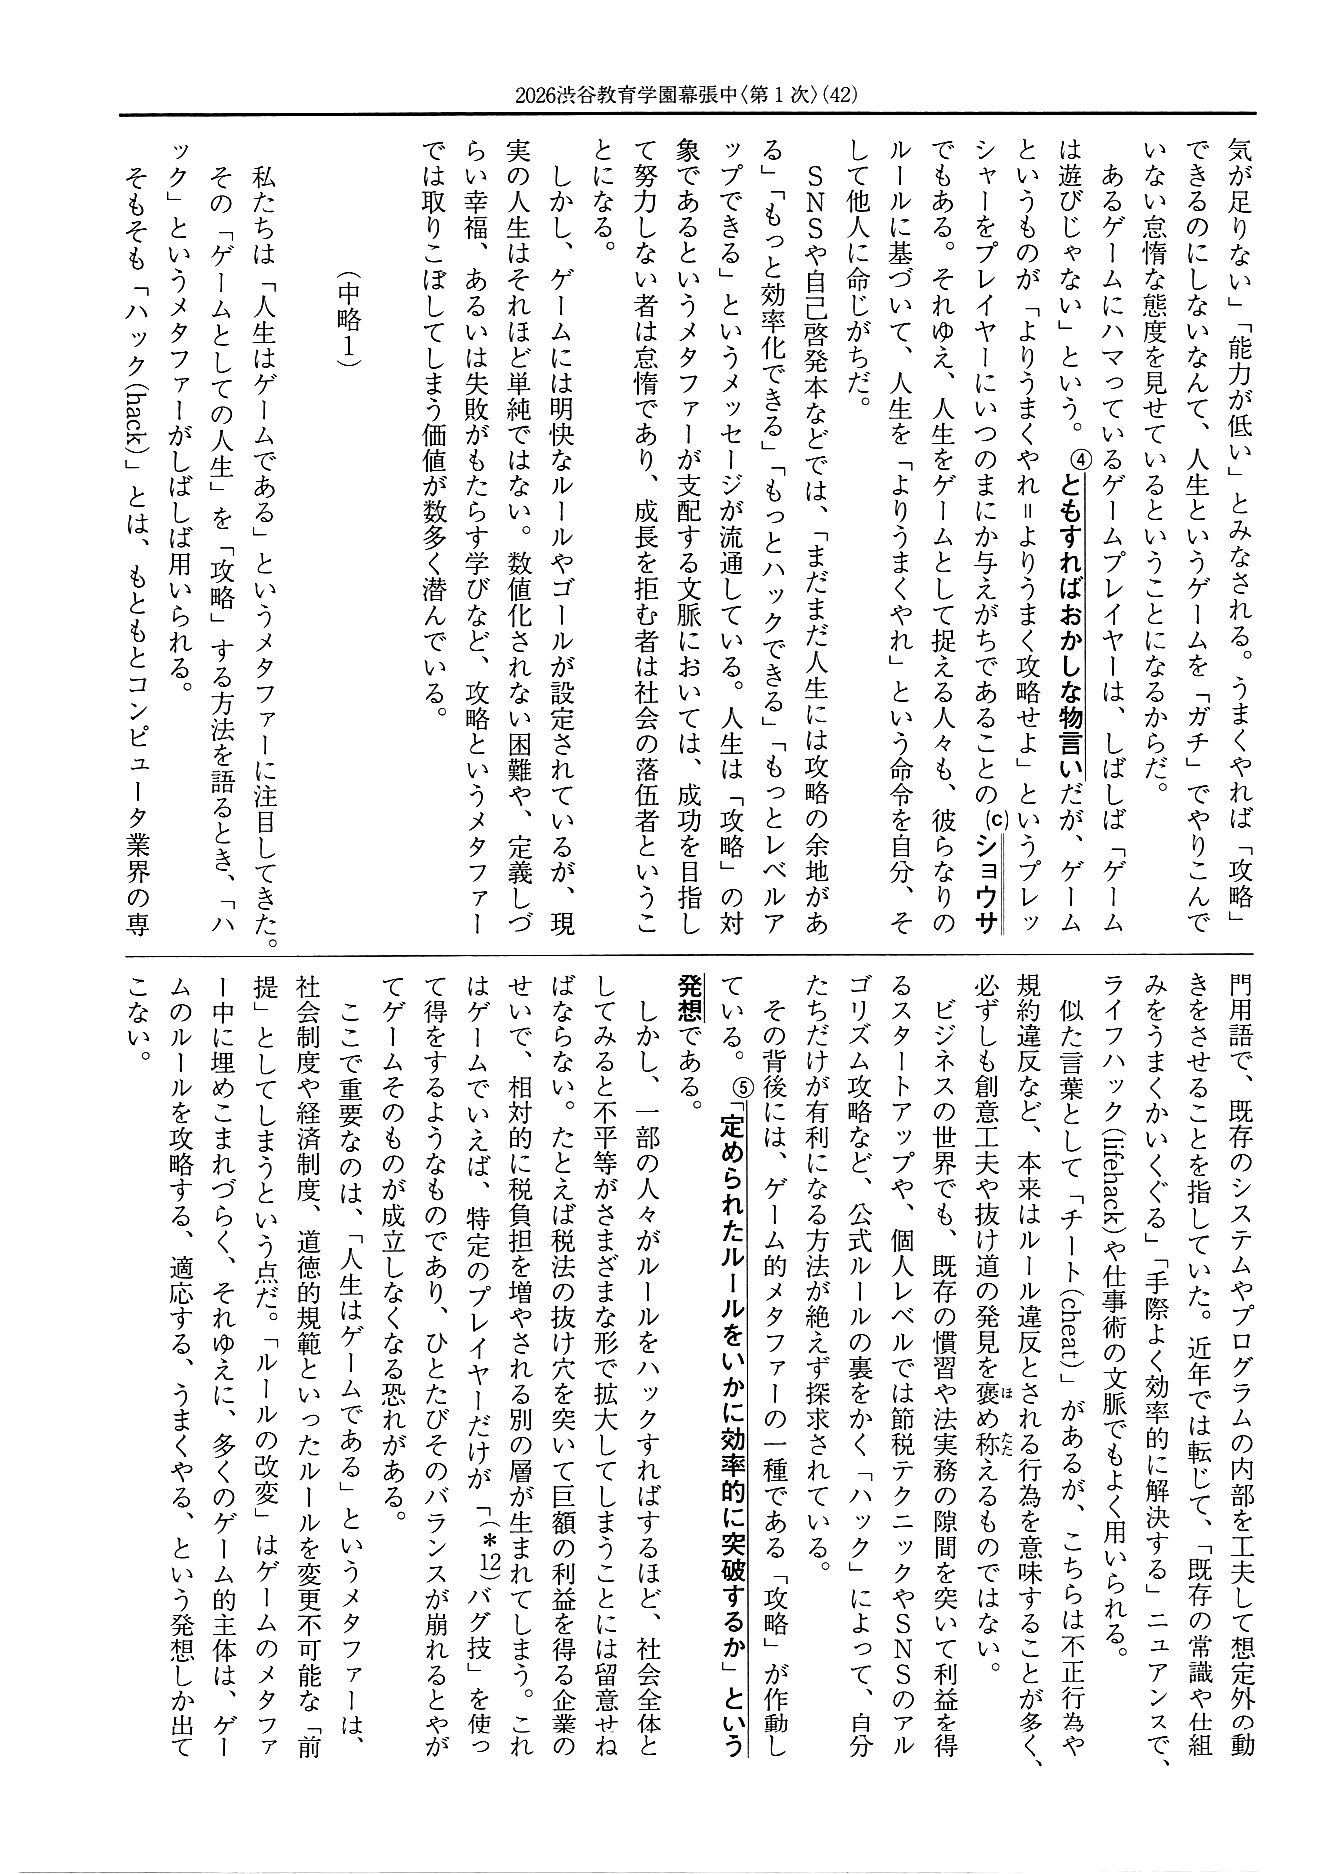 2026渋谷教育学園幕張中〈第1次〉(42)
気が足りない」「能力が低い」とみなされる。うまくやれば「攻略」
できるのにしないなんて、人生というゲームを「ガチ」でやりこんで
いない怠惰な態度を見せているということになるからだ。
あるゲームにハマっているゲームプレイヤーは、しばしば「ゲーム
は遊びじゃない」という。④ともすればおかしな物言いだが、ゲーム
というものが「よりうまくやれ＝よりうまく攻略せよ」というプレッ
シャーをプレイヤーにいつのまにか与えがちであることの(c)ショウサ
でもある。それゆえ、人生をゲームとして捉える人々も、彼らなりの
ルールに基づいて、人生を「よりうまくやれ」という命令を自分、そ
して他人に命じがちだ。
SNSや自己啓発本などでは、「まだまだ人生には攻略の余地があ
る」「もっと効率化できる」「もっとハックできる」「もっとレベルア
ップできる」というメッセージが流通している。人生は「攻略」の対
象であるというメタファーが支配する文脈においては、成功を目指し
て努力しない者は怠惰であり、成長を拒む者は社会の落伍者というこ
とになる。
しかし、ゲームには明快なルールやゴールが設定されているが、現
実の人生はそれほど単純ではない。数値化されない困難や、定義しづ
らい幸福、あるいは失敗がもたらす学びなど、攻略というメタファー
では取りこぼしてしまう価値が数多く潜んでいる。
（中略1）
私たちは「人生はゲームである」というメタファーに注目してきた。
その「ゲームとしての人生」を「攻略」する方法を語るとき、「ハ
ック」というメタファーがしばしば用いられる。
そもそも「ハック(hack)」とは、もともとコンピュータ業界の専
門用語で、既存のシステムやプログラムの内部を工夫して想定外の動
きをさせることを指していた。近年では転じて、「既存の常識や仕組
みをうまくかいくぐる」「手際よく効率的に解決する」ニュアンスで、
ライフハック(lifehack)や仕事術の文脈でもよく用いられる。
似た言葉として「チート(cheat)」があるが、こちらは不正行為や
規約違反など、本来はルール違反とされる行為を意味することが多く、
必ずしも創意工夫や抜け道の発見を褒め称えるものではない。
ビジネスの世界でも、既存の慣習や法実務の隙間を突いて利益を得
るスタートアップや、個人レベルでは節税テクニックやSNSのアル
ゴリズム攻略など、公式ルールの裏をかく「ハック」によって、自分
たちだけが有利になる方法が絶えず探求されている。
その背後には、ゲーム的メタファーの一種である「攻略」が作動し
ている。⑤「定められたルールをいかに効率的に突破するか」という
発想である。
しかし、一部の人々がルールをハックすればするほど、社会全体と
してみると不平等がさまざまな形で拡大してしまうことには留意せね
ばならない。たとえば税法の抜け穴を突いて巨額の利益を得る企業の
せいで、相対的に税負担を増やされる別の層が生まれてしまう。これ
はゲームでいえば、特定のプレイヤーだけが「(＊12)バグ技」を使っ
て得をするようなものであり、ひとたびそのバランスが崩れるとやが
てゲームそのものが成立しなくなる恐れがある。
ここで重要なのは、「人生はゲームである」というメタファーは、
社会制度や経済制度、道徳的規範といったルールを変更不可能な「前
提」としてしまうという点だ。「ルールの改変」はゲームのメタファ
ー中に埋めこまれづらく、それゆえに、多くのゲーム的主体は、ゲー
ムのルールを攻略する、適応する、うまくやる、という発想しか出て
こない。